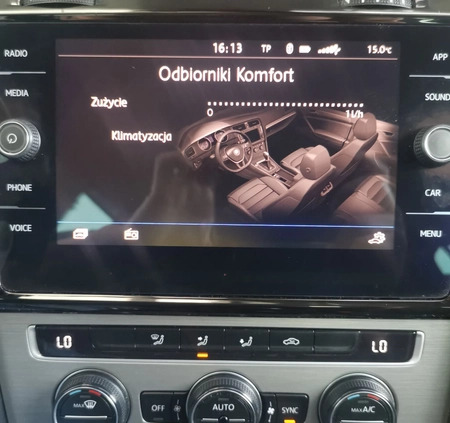 RADIO
16:13 TP 15.0°C
APP
Odbiorniki Komfort
MEDIA
Zużycie
0 1 l/h
SOUND
Klimatyzacja
PHONE
CAR
VOICE
MENU
LO
LO
OFF
AUTO
SYNC
MAX
MAX A/C